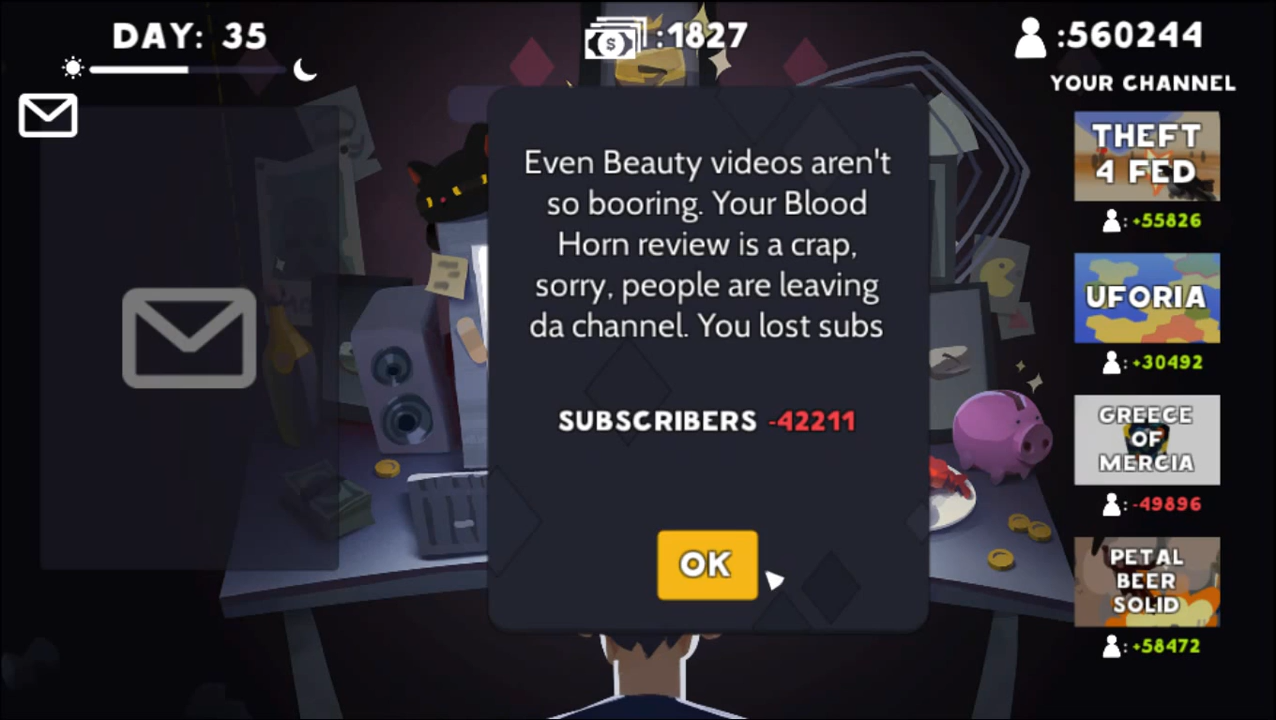 DAY: 35
:1827
:560244
YOUR CHANNEL
THEFT
4 FED
: +55826
UFORIA
: +30492
GREECE
OF
MERCIA
: -49896
PETAL
BEER
SOLID
: +58472
Even Beauty videos aren't
so booring. Your Blood
Horn review is a crap,
sorry, people are leaving
da channel. You lost subs
SUBSCRIBERS -42211
OK